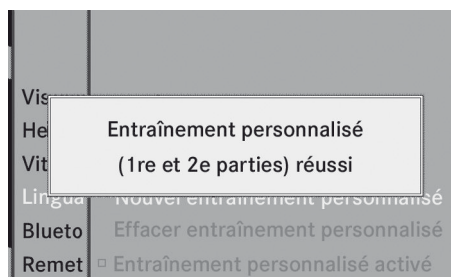 Vis
He
Vit
Entraînement personnalisé
(1re et 2e parties) réussi
Lingua
Nouvel entraînement personnalisé
Blueto
Effacer entraînement personnalisé
Remet
Entraînement personnalisé activé